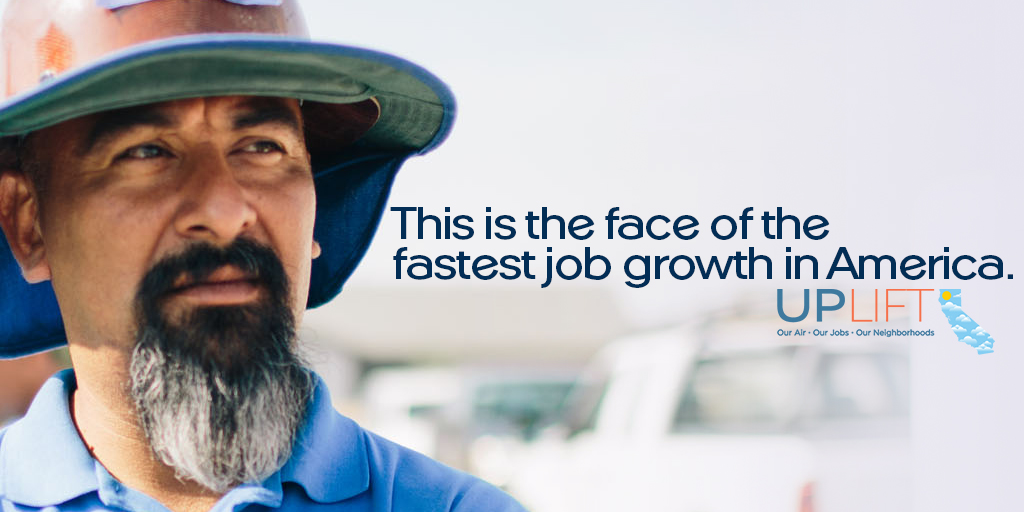 This is the face of the
fastest job growth in America.
UPLIFT
Our Air • Our Jobs • Our Neighborhoods